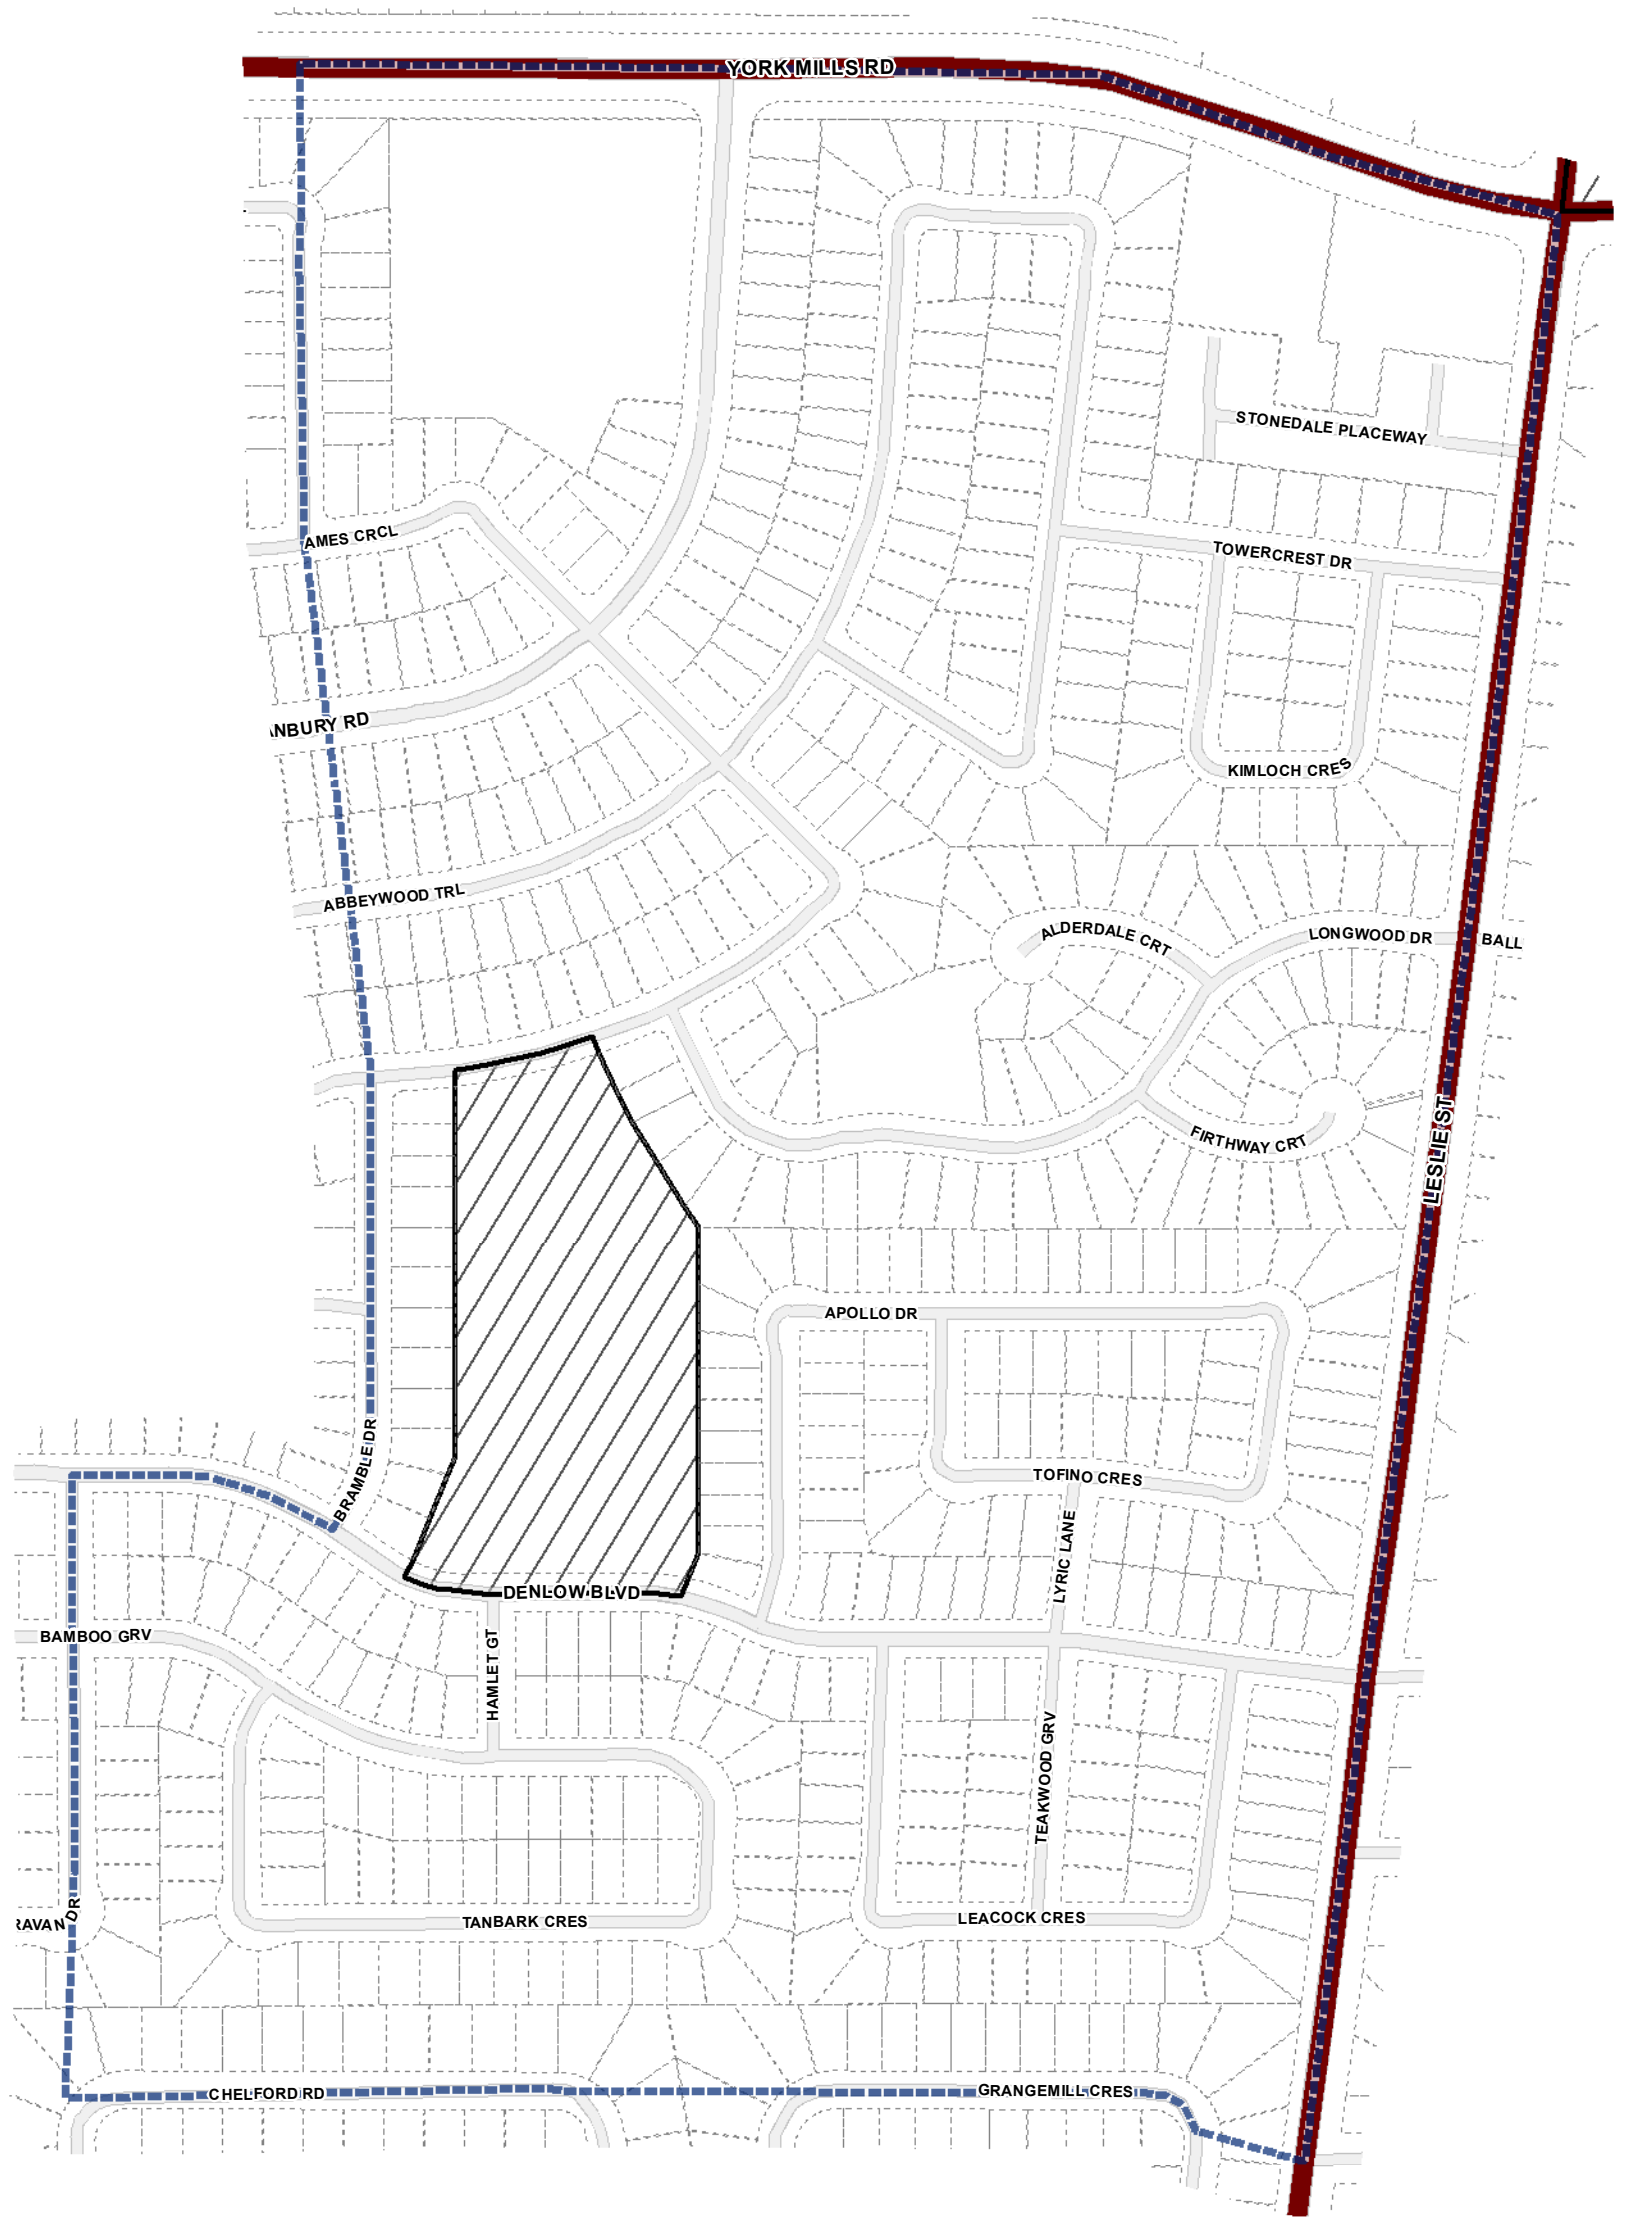 YORK MILLS RD
STONEDALE PLACEWAY
AMES CRCL
TOWERCREST DR
ANBURY RD
KIMLOCH CRES
ABBEYWOOD TRL
ALDERDALE CRT
LONGWOOD DR
BALL
FIRTHWAY CRT
LESLIE ST
APOLLO DR
BRAMBLE DR
TOFINO CRES
LYRIC LANE
DENLOW BLVD
BAMBOO GRV
HAMLET GT
TEAKWOOD GRV
RAVAN
DR
TANBARK CRES
LEACOCK CRES
CHELFORD RD
GRANGEMILL CRES